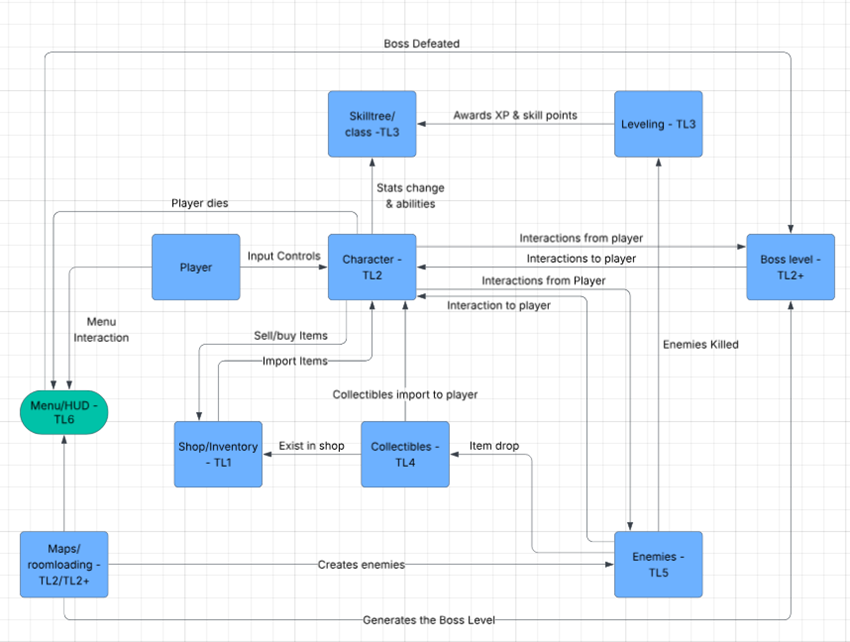 Boss Defeated
Skilltree/
class -TL3
Awards XP & skill points
Leveling - TL3
Stats change
& abilities
Player dies
Player
Input Controls
Character -
TL2
Interactions from player
Interactions to player
Boss level -
TL2+
Interactions from Player
Interaction to player
Menu
Interaction
Sell/buy Items
Import Items
Enemies Killed
Collectibles import to player
Menu/HUD -
TL6
Shop/Inventory
- TL1
Exist in shop
Collectibles -
TL4
Item drop
Maps/
roomloading -
TL2/TL2+
Creates enemies
Enemies -
TL5
Generates the Boss Level